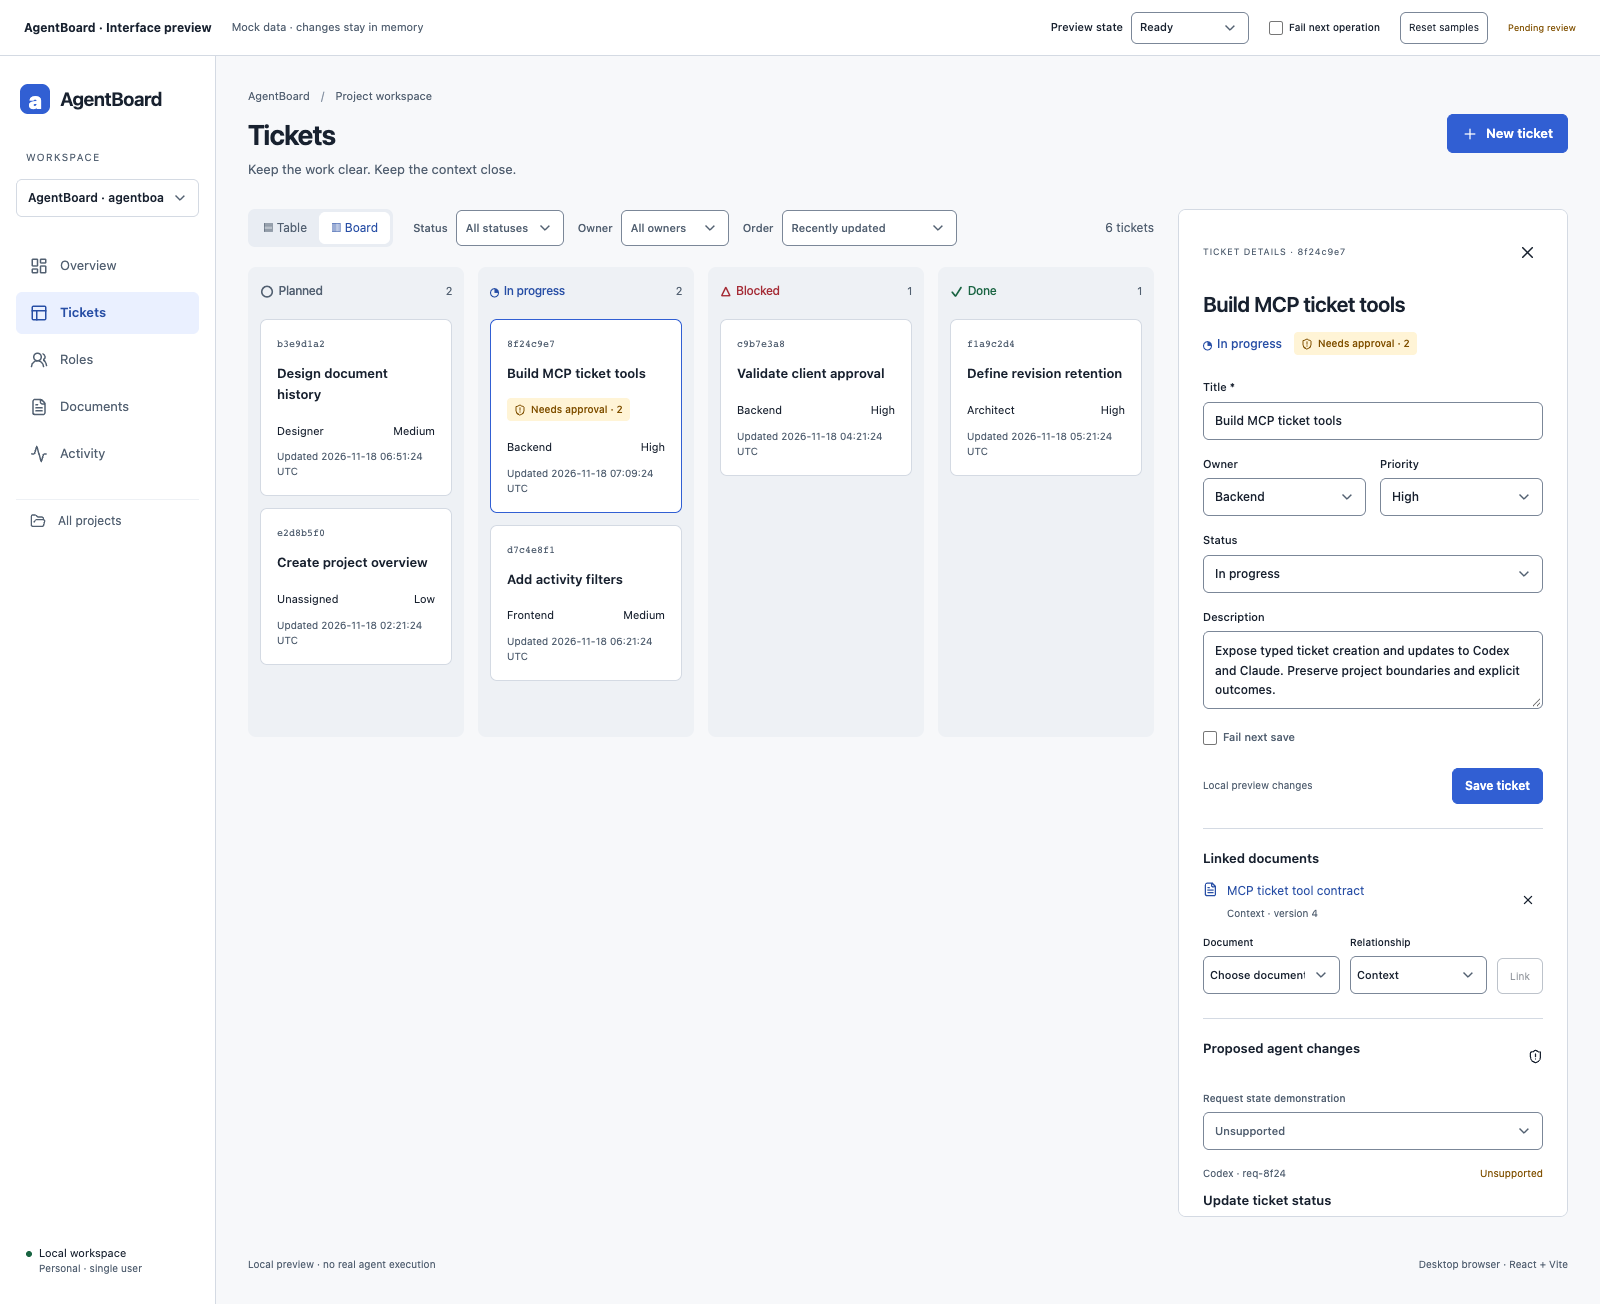 AgentBoard · Interface preview
Mock data · changes stay in memory
Preview state
Ready
Fail next operation
Reset samples
Pending review
a
AgentBoard
WORKSPACE
AgentBoard · agentboa
Overview
Tickets
Roles
Documents
Activity
All projects
Local workspace
Personal · single user
AgentBoard / Project workspace
Tickets
Keep the work clear. Keep the context close.
New ticket
Table
Board
Status
All statuses
Owner
All owners
Order
Recently updated
6 tickets
Planned 2
b3e9d1a2
Design document
history
Designer Medium
Updated 2026-11-18 06:51:24
UTC
e2d8b5f0
Create project overview
Unassigned Low
Updated 2026-11-18 02:21:24
UTC
In progress 2
8f24c9e7
Build MCP ticket tools
Needs approval · 2
Backend High
Updated 2026-11-18 07:09:24
UTC
d7c4e8f1
Add activity filters
Frontend Medium
Updated 2026-11-18 06:21:24
UTC
Blocked 1
c9b7e3a8
Validate client approval
Backend High
Updated 2026-11-18 04:21:24
UTC
Done 1
f1a9c2d4
Define revision retention
Architect High
Updated 2026-11-18 05:21:24
UTC
TICKET DETAILS · 8f24c9e7
Build MCP ticket tools
In progress
Needs approval · 2
Title *
Build MCP ticket tools
Owner
Backend
Priority
High
Status
In progress
Description
Expose typed ticket creation and updates to Codex
and Claude. Preserve project boundaries and explicit
outcomes.
Fail next save
Local preview changes
Save ticket
Linked documents
MCP ticket tool contract
Context · version 4
Document
Choose document
Relationship
Context
Link
Proposed agent changes
Request state demonstration
Unsupported
Codex · req-8f24
Unsupported
Update ticket status
Local preview · no real agent execution
Desktop browser · React + Vite